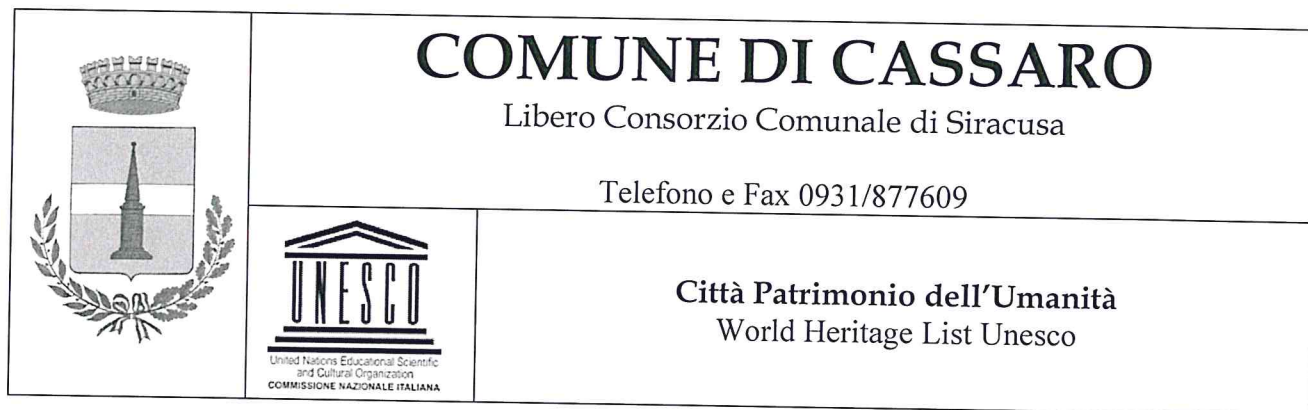 COMUNE DI CASSARO
Libero Consorzio Comunale di Siracusa
Telefono e Fax 0931/877609
UNESCO
United Nations Educational Scientific
and Cultural Organization
COMMISSIONE NAZIONALE ITALIANA
Città Patrimonio dell'Umanità
World Heritage List Unesco